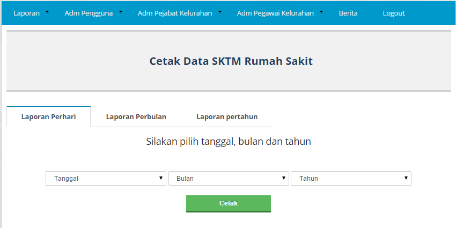 Laporan Adm Pengguna Adm Pejabat Kelurahan Adm Pegawai Kelurahan Berita Logout
Cetak Data SKTM Rumah Sakit
Laporan Perhari Laporan Perbulan Laporan pertahun
Silakan pilih tanggal, bulan dan tahun
Tanggal Bulan Tahun
Cetak